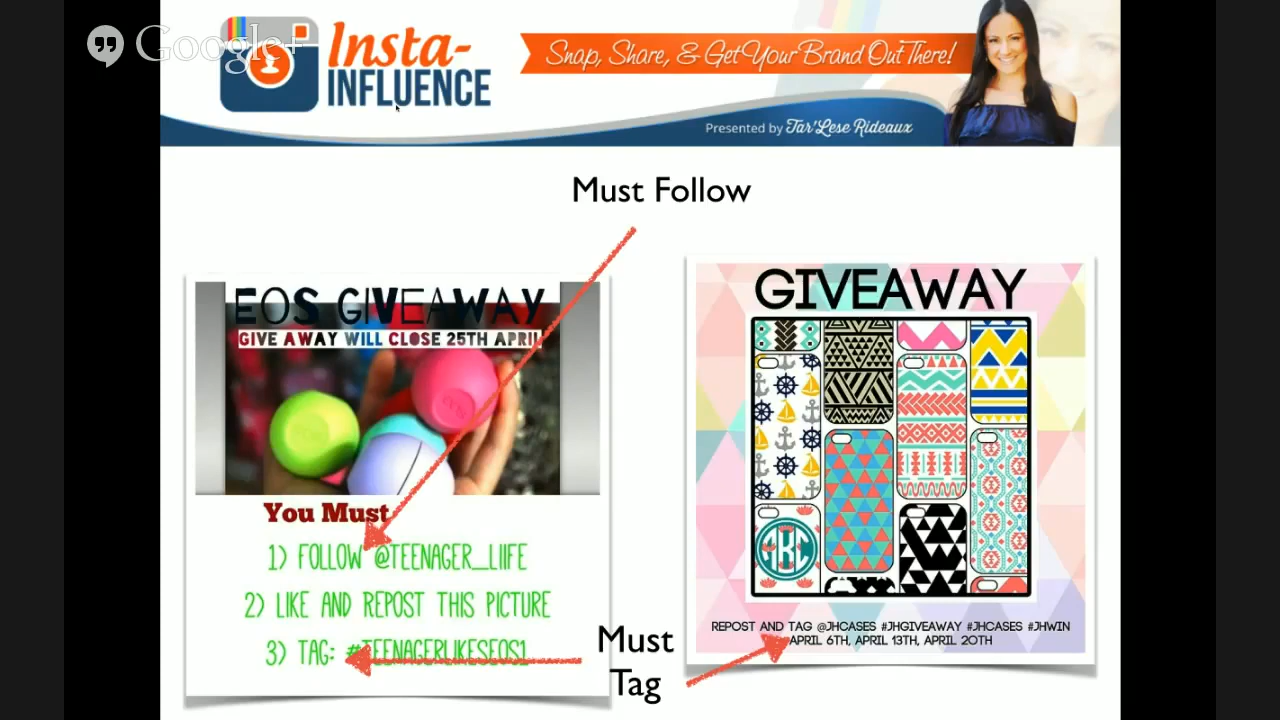 Google+
Insta-
INFLUENCE
Snap, Share, & Get Your Brand Out There!
Presented by Tar'Lese Rideaux
Must Follow
EOS GIVEAWAY
GIVE AWAY WILL CLOSE 25TH APRIL
You Must
1) FOLLOW @TEENAGER_LIIFE
2) LIKE AND REPOST THIS PICTURE
3) TAG: #TEENAGERLIKESEOS1
GIVEAWAY
REPOST AND TAG @JHCASES #JHGIVEAWAY #JHCASES #JHWIN
APRIL 6TH, APRIL 13TH, APRIL 20TH
Must
Tag